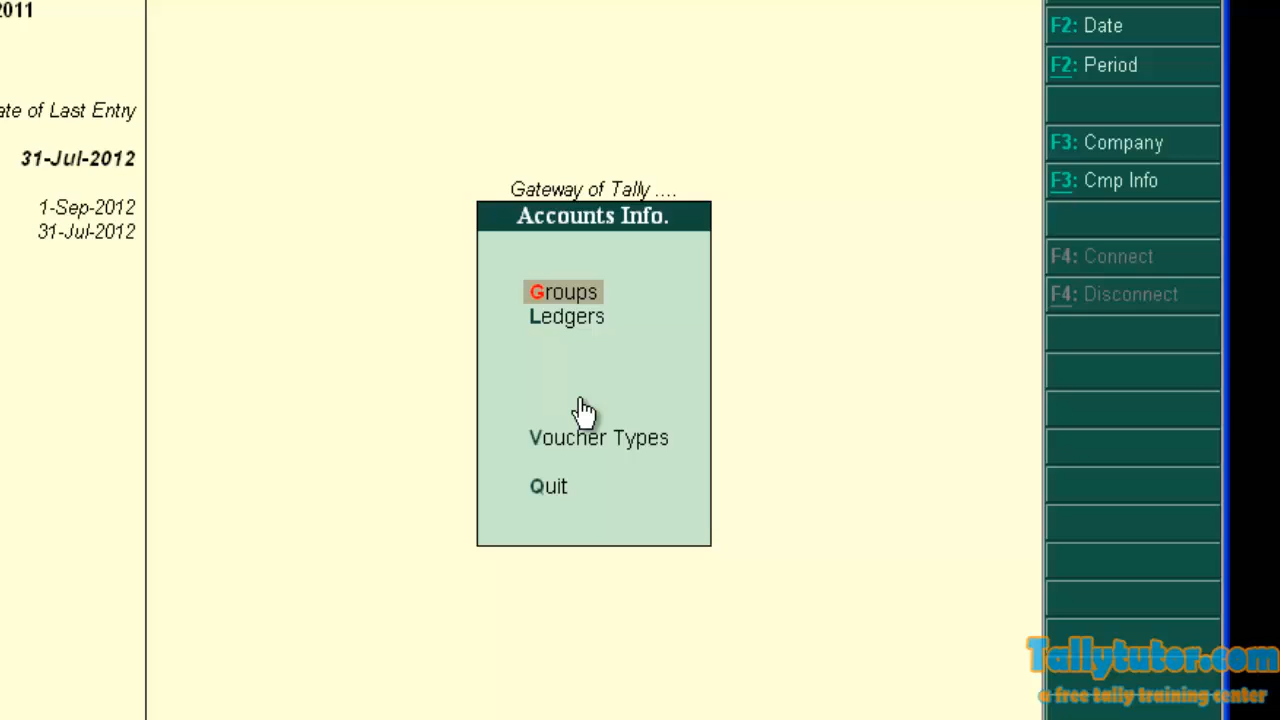 2011
ate of Last Entry
31-Jul-2012
1-Sep-2012
31-Jul-2012
Gateway of Tally ....
Accounts Info.
Groups
Ledgers
Voucher Types
Quit
F2: Date
F2: Period
F3: Company
F3: Cmp Info
F4: Connect
F4: Disconnect
Tallytutor.com
a free tally training center